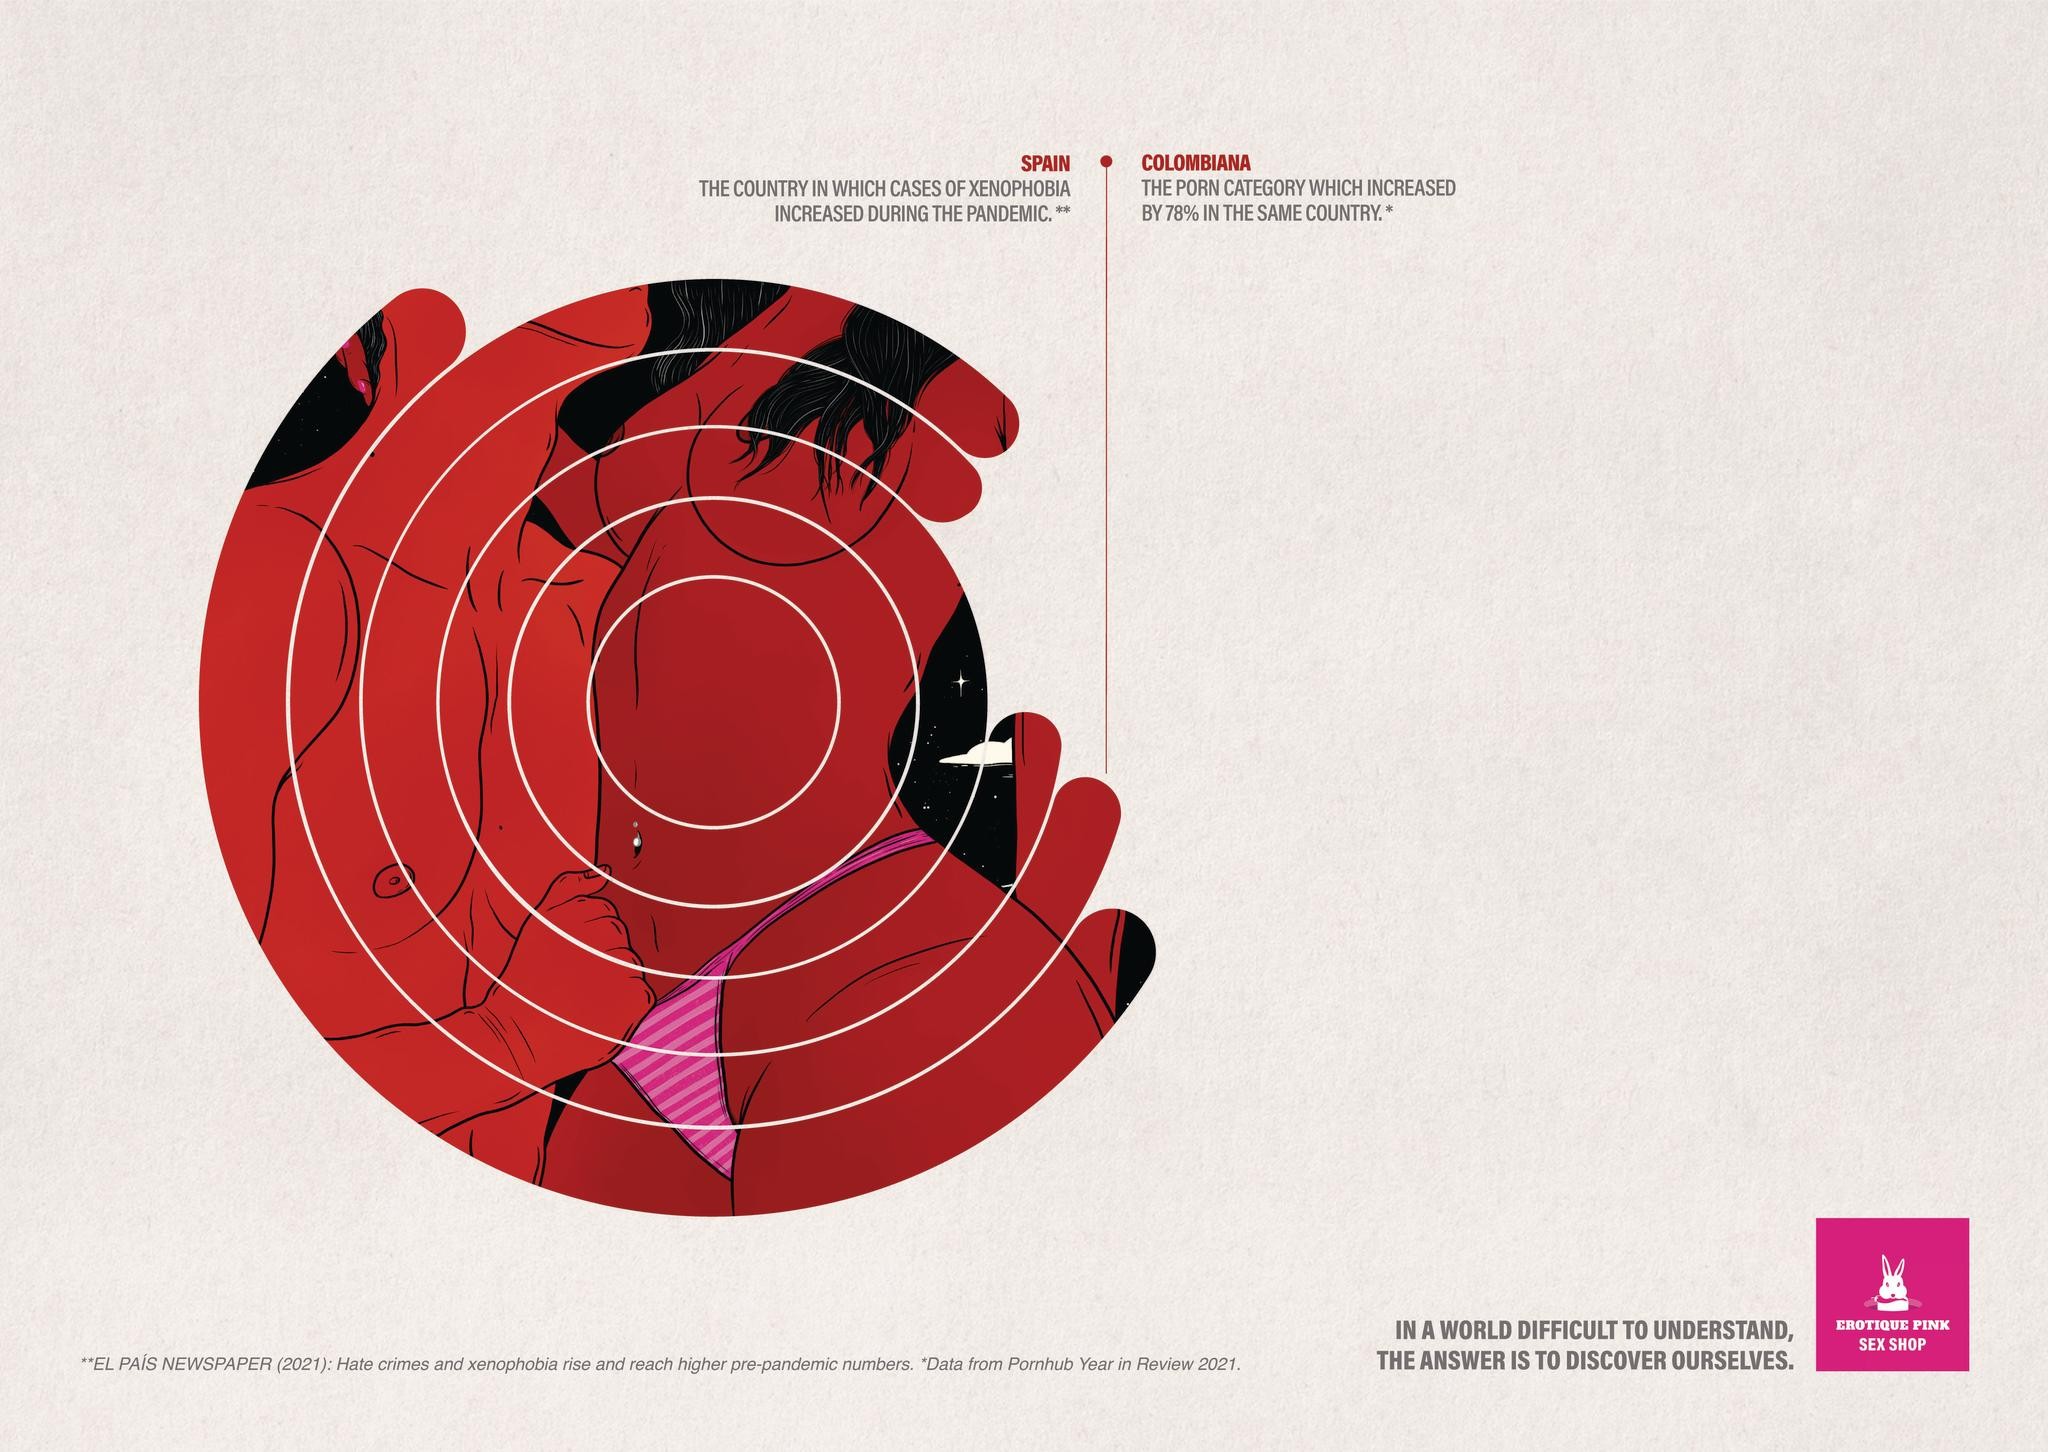 SPAIN
THE COUNTRY IN WHICH CASES OF XENOPHOBIA
INCREASED DURING THE PANDEMIC.**
COLOMBIANA
THE PORN CATEGORY WHICH INCREASED
BY 78% IN THE SAME COUNTRY.*
IN A WORLD DIFFICULT TO UNDERSTAND,
THE ANSWER IS TO DISCOVER OURSELVES.
EROTIQUE PINK
SEX SHOP
**EL PAÍS NEWSPAPER (2021): Hate crimes and xenophobia rise and reach higher pre-pandemic numbers. *Data from Pornhub Year in Review 2021.